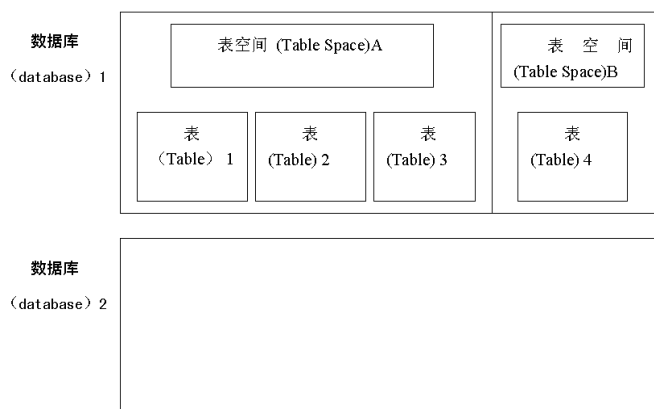 数据库
（database）1
表空间 (Table Space)A
表 空 间
(Table Space)B
表
（Table） 1
表
(Table) 2
表
(Table) 3
表
(Table) 4
数据库
（database）2